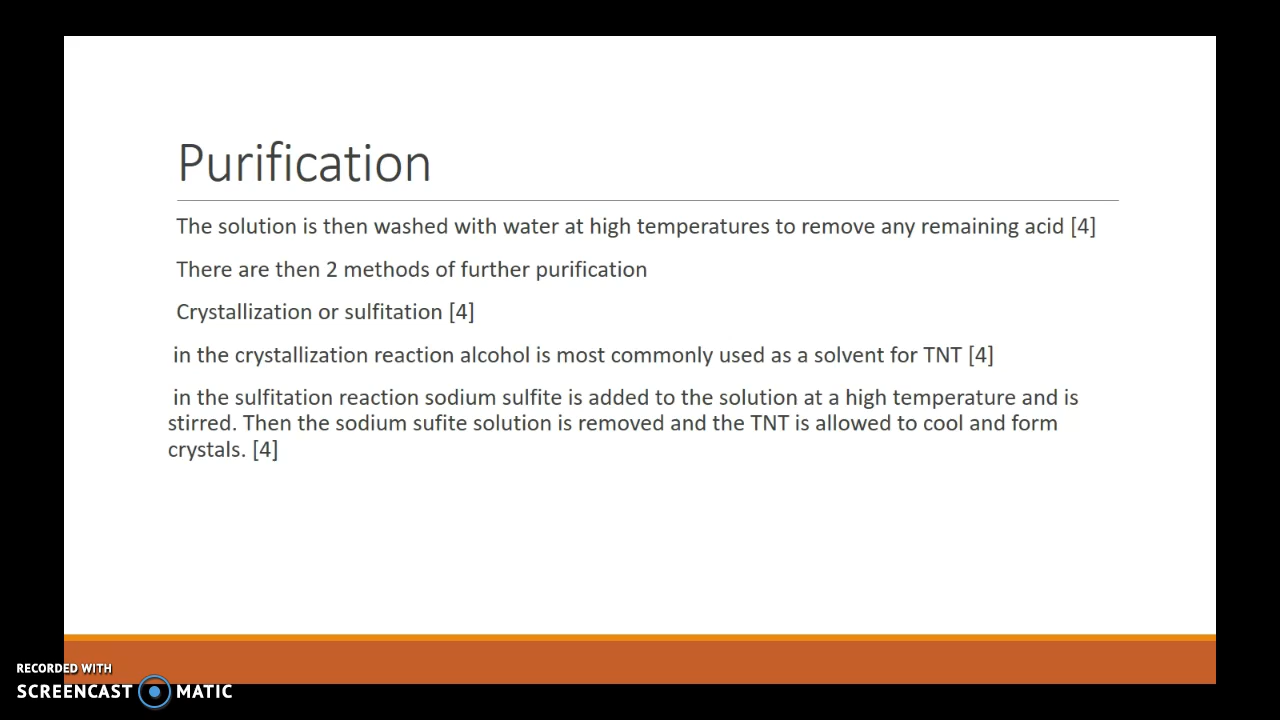 Purification
The solution is then washed with water at high temperatures to remove any remaining acid [4]
There are then 2 methods of further purification
Crystallization or sulfitation [4]
in the crystallization reaction alcohol is most commonly used as a solvent for TNT [4]
in the sulfitation reaction sodium sulfite is added to the solution at a high temperature and is
stirred. Then the sodium sufite solution is removed and the TNT is allowed to cool and form
crystals. [4]
RECORDED WITH
SCREENCAST MATIC